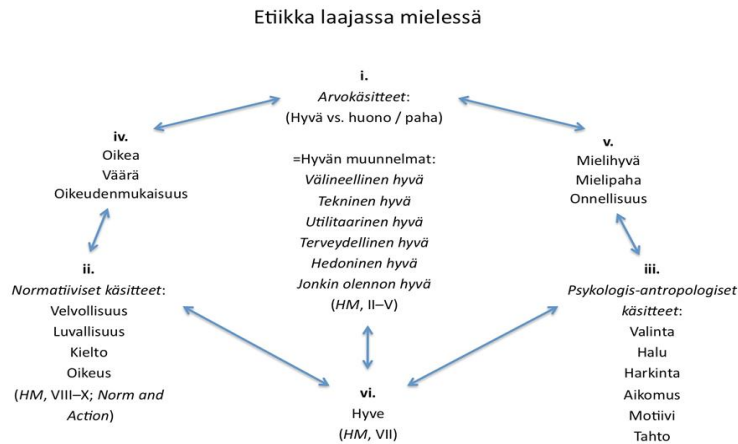 Etiikka laajassa mielessä
i.
Arvokäsitteet:
(Hyvä vs. huono / paha)
=Hyvän muunnelmat:
Välineellinen hyvä
Tekninen hyvä
Utilitaarinen hyvä
Terveydellinen hyvä
Hedoninen hyvä
Jonkin olennon hyvä
(HM, II–V)
iv.
Oikea
Väärä
Oikeudenmukaisuus
v.
Mielihyvä
Mielipaha
Onnellisuus
ii.
Normatiiviset käsitteet:
Velvollisuus
Luvallisuus
Kielto
Oikeus
(HM, VIII–X; Norm and
Action)
iii.
Psykologis-antropologiset
käsitteet:
Valinta
Halu
Harkinta
Aikomus
Motiivi
Tahto
vi.
Hyve
(HM, VII)